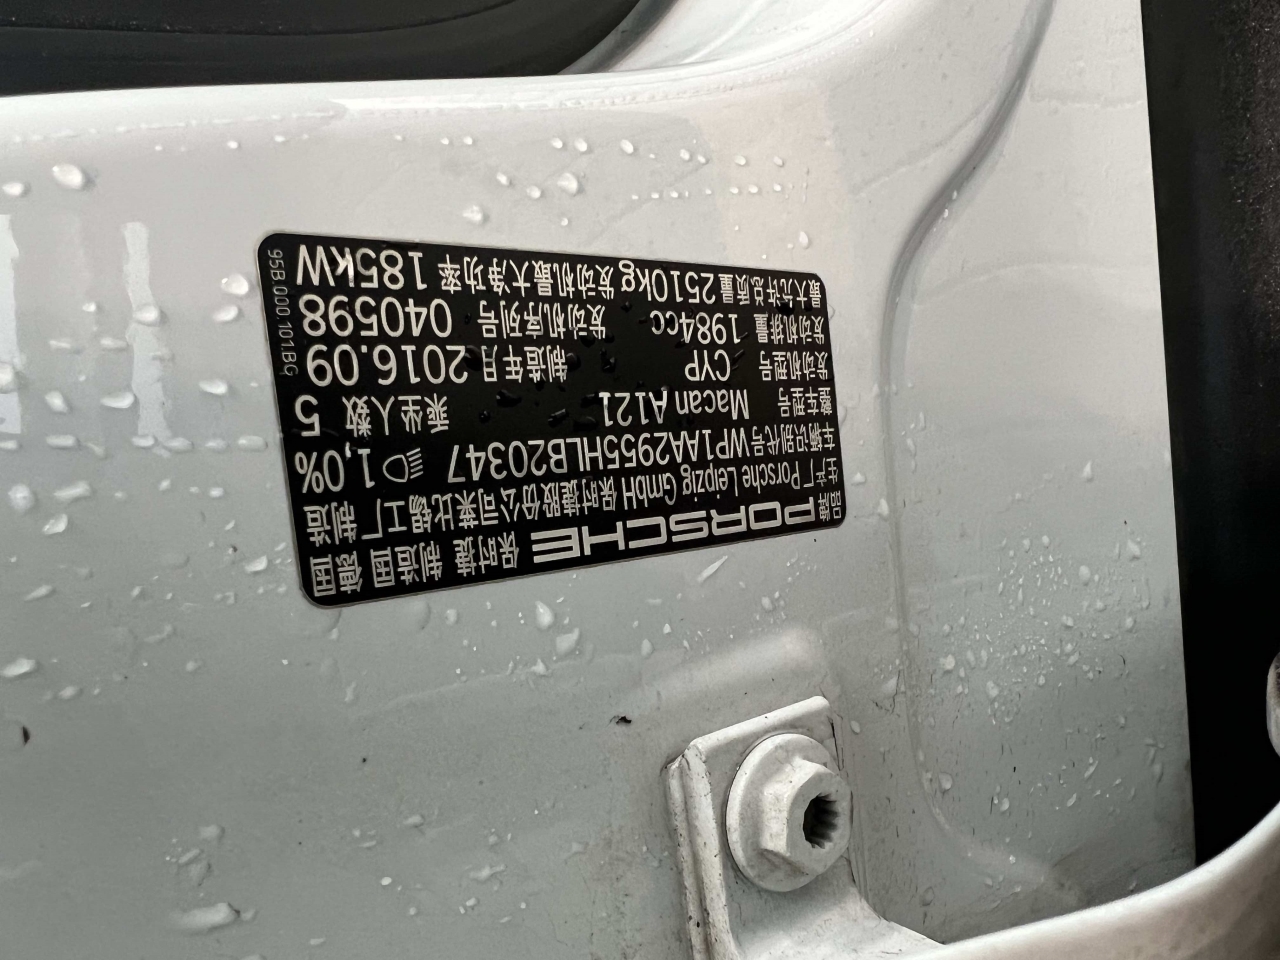 品牌 PORSCHE 保时捷 制造国 德国
生产厂 Porsche Leipzig GmbH 保时捷股份公司莱比锡工厂 制造
车辆识别代号 WP1AA2955HLB20347 1,0%
整车型号 Macan A121 乘坐人数 5
发动机型号 CYP 制造年月 2016.09
发动机排量 1984cc 发动机序列号 040598
最大允许总质量 2510kg 发动机最大净功率 185kW
95B.000.101BG